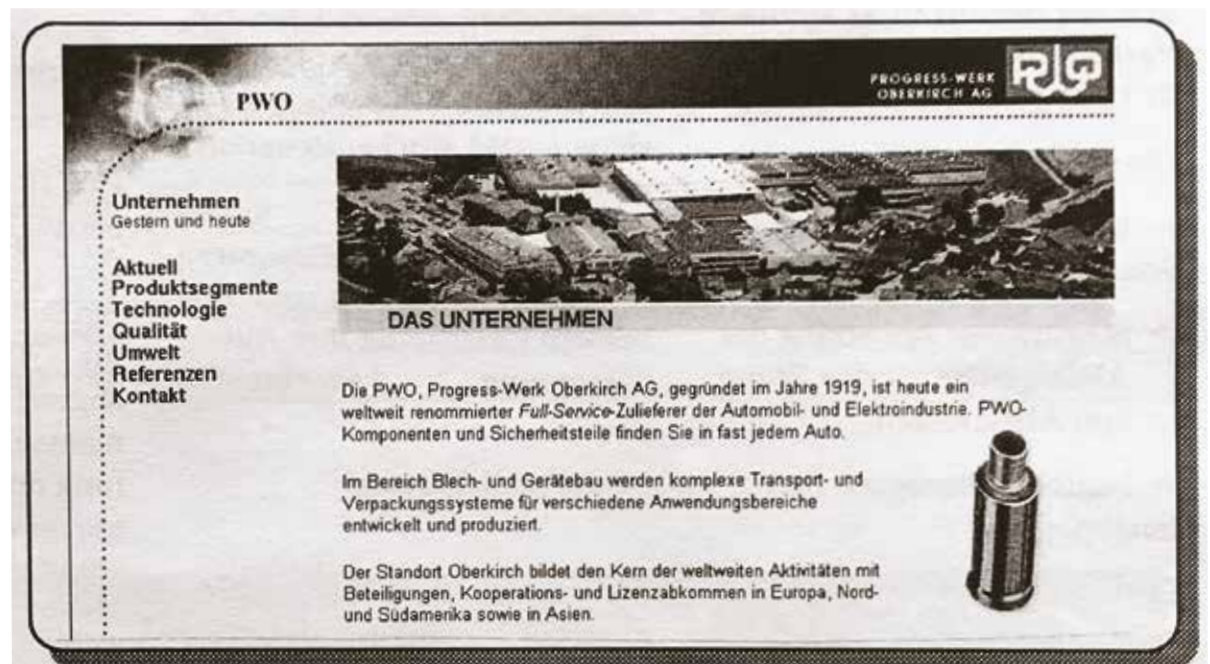 PWO
PROGRESS-WERK
OBERKIRCH AG
PWO
Unternehmen
Gestern und heute
Aktuell
Produktsegmente
Technologie
Qualität
Umwelt
Referenzen
Kontakt
DAS UNTERNEHMEN
Die PWO, Progress-Werk Oberkirch AG, gegründet im Jahre 1919, ist heute ein
weltweit renommierter Full-Service-Zulieferer der Automobil- und Elektroindustrie. PWO-
Komponenten und Sicherheitsteile finden Sie in fast jedem Auto.
Im Bereich Blech- und Gerätebau werden komplexe Transport- und
Verpackungssysteme für verschiedene Anwendungsbereiche
entwickelt und produziert.
Der Standort Oberkirch bildet den Kern der weltweiten Aktivitäten mit
Beteiligungen, Kooperations- und Lizenzabkommen in Europa, Nord-
und Südamerika sowie in Asien.